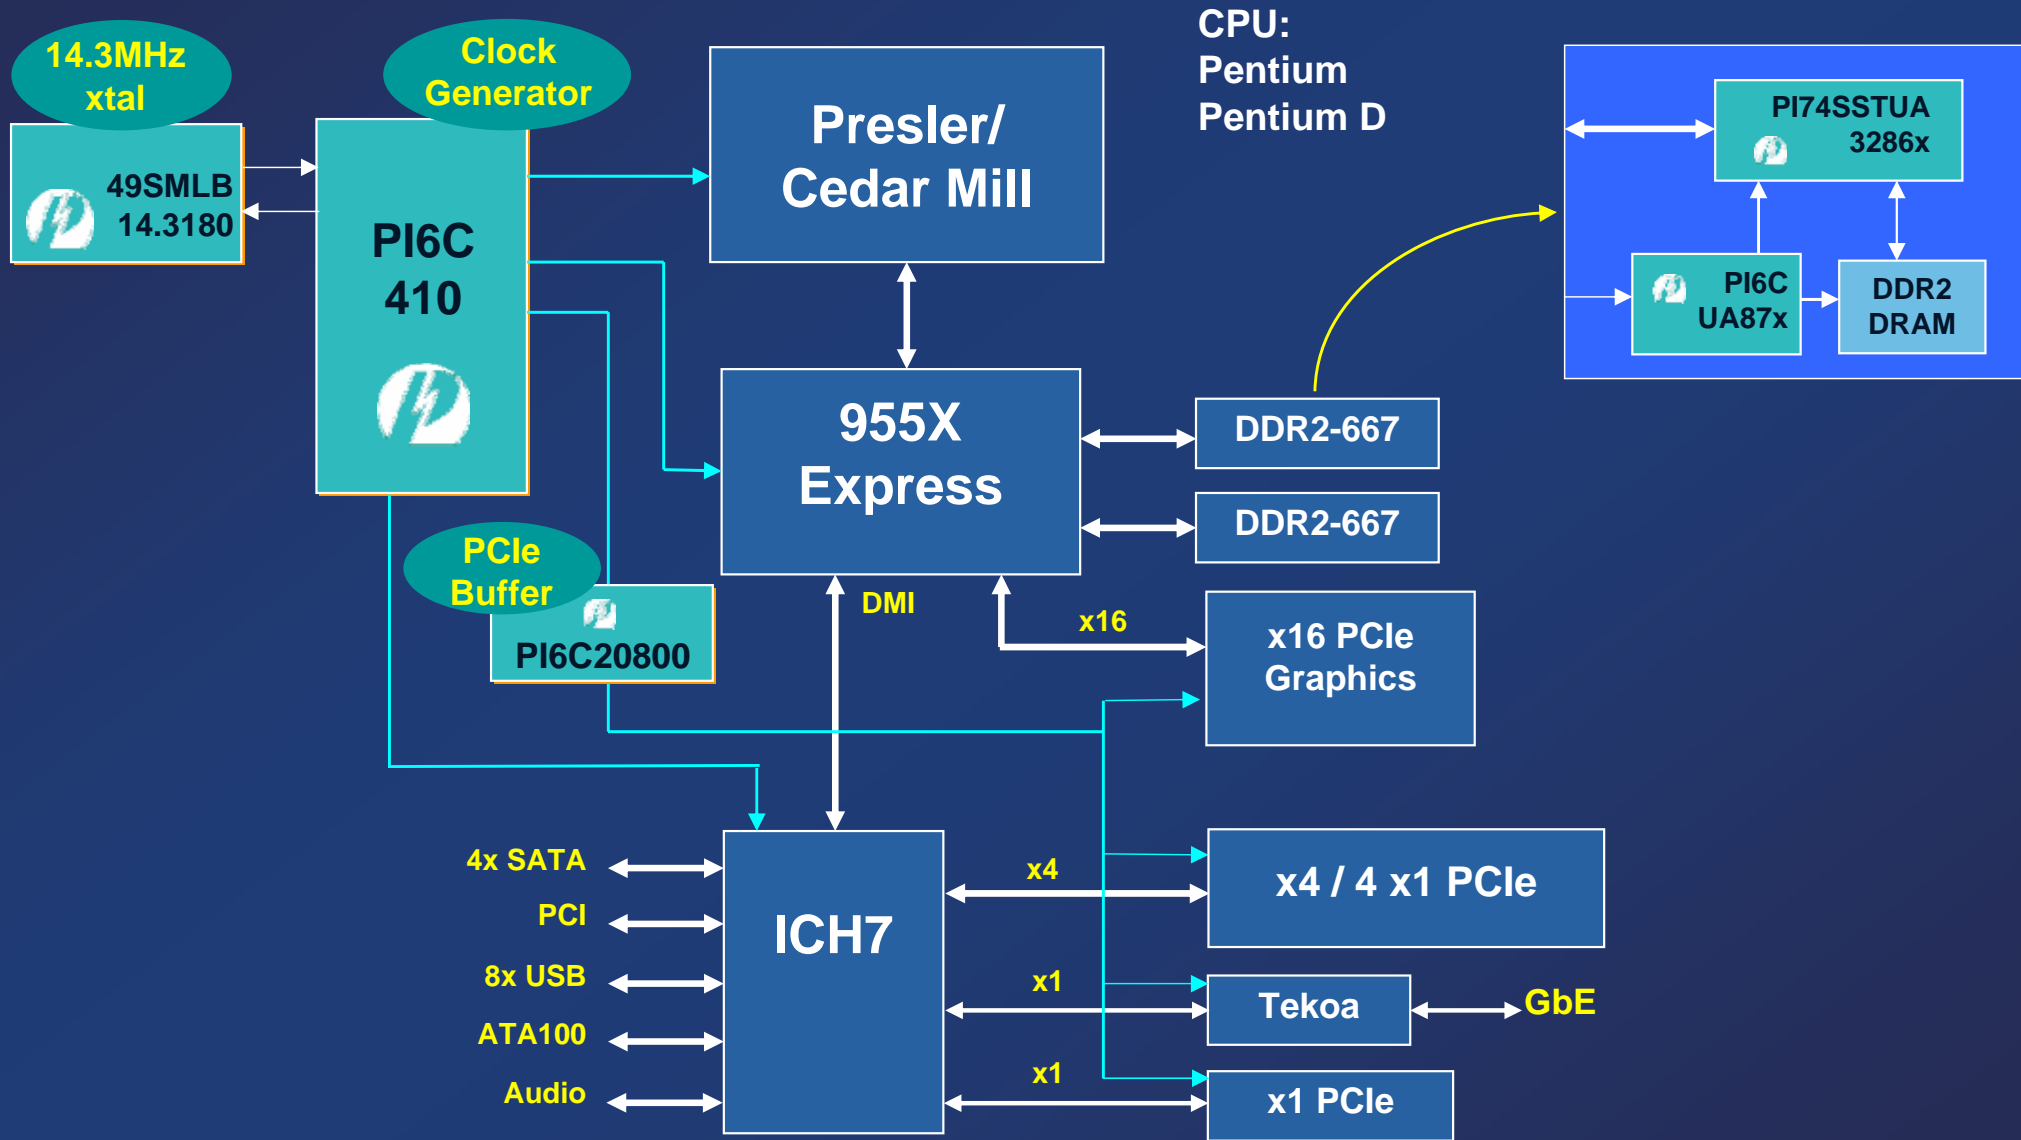 14.3MHz
xtal
49SMLB
14.3180
Clock
Generator
PI6C
410
Presler/
Cedar Mill
CPU:
Pentium
Pentium D
PI74SSTUA
3286x
PI6C
UA87x
DDR2
DRAM
955X
Express
DDR2-667
DDR2-667
PCIe
Buffer
PI6C20800
DMI
x16
x16 PCIe
Graphics
4x SATA
PCI
8x USB
ATA100
Audio
ICH7
x4
x4 / 4 x1 PCIe
x1
Tekoa
GbE
x1
x1 PCIe